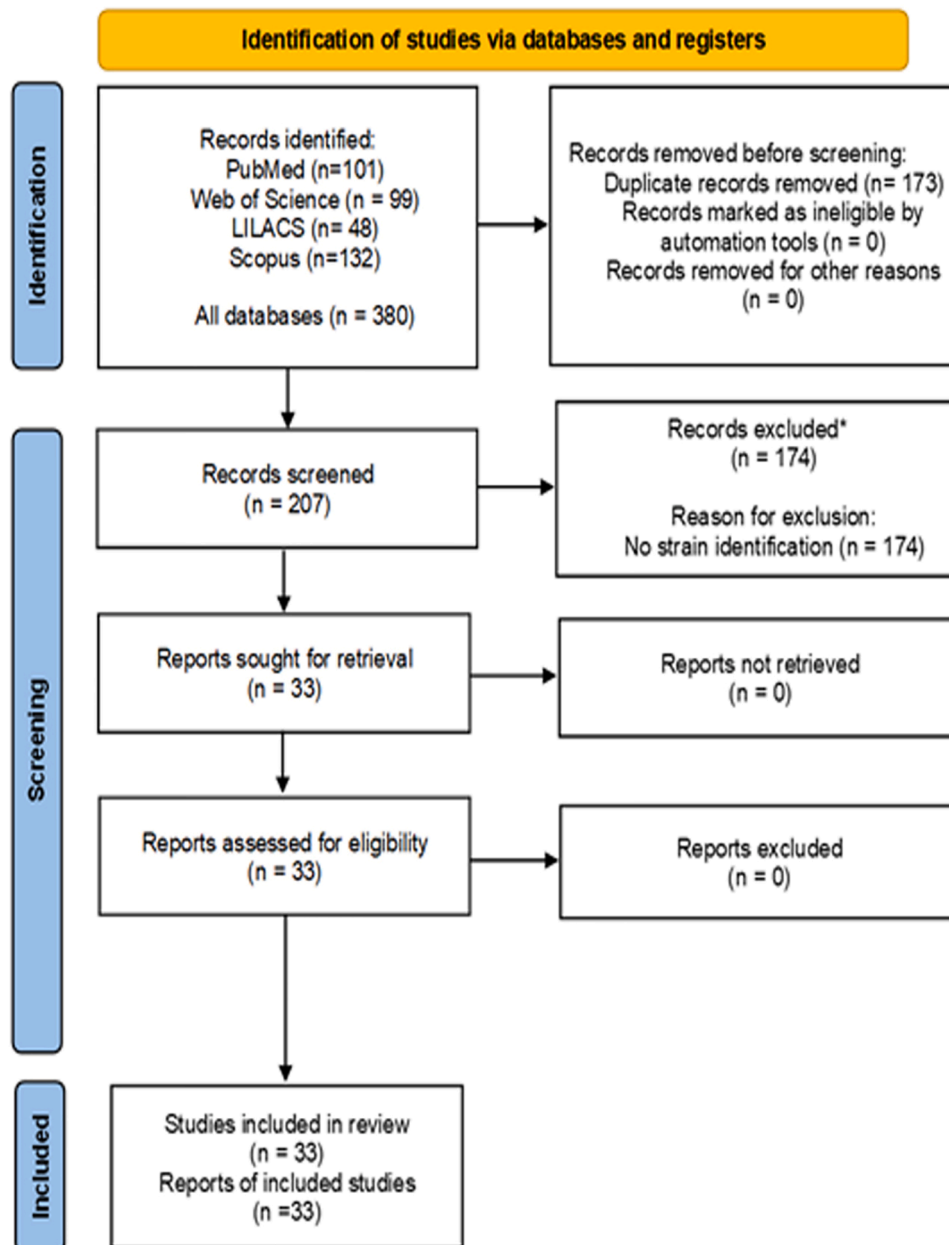 Identification of studies via databases and registers
Identification
Records identified:
PubMed (n=101)
Web of Science (n = 99)
LILACS (n= 48)
Scopus (n=132)
All databases (n = 380)
Records removed before screening:
Duplicate records removed (n= 173)
Records marked as ineligible by
automation tools (n = 0)
Records removed for other reasons
(n = 0)
Screening
Records screened
(n = 207)
Records excluded*
(n = 174)
Reason for exclusion:
No strain identification (n = 174)
Reports sought for retrieval
(n = 33)
Reports not retrieved
(n = 0)
Reports assessed for eligibility
(n = 33)
Reports excluded
(n = 0)
Included
Studies included in review
(n = 33)
Reports of included studies
(n =33)